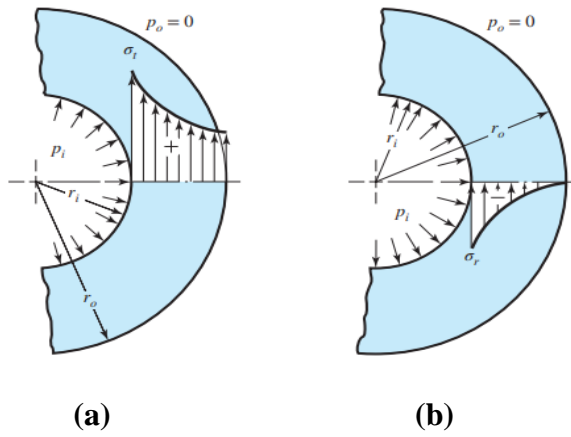 p_o = 0
σ_t
p_i
+
r_i
r_o
(a)
p_o = 0
r_i
r_o
−
p_i
σ_r
(b)